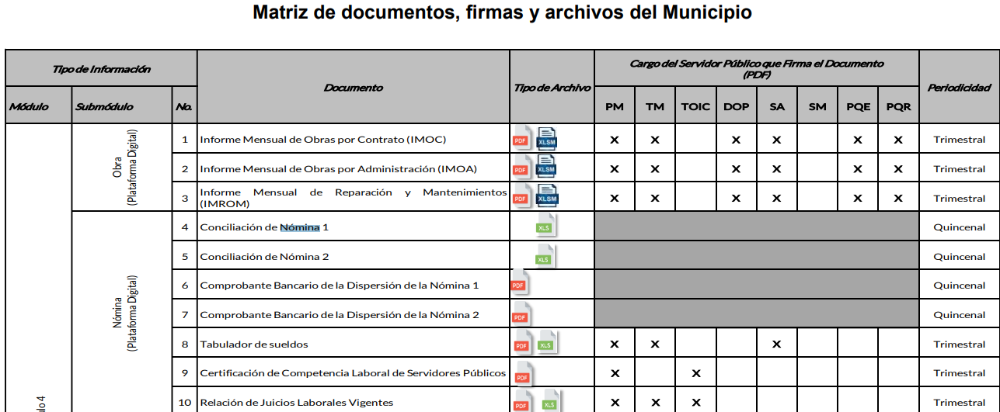 Matriz de documentos, firmas y archivos del Municipio
Tipo de Información
Documento
Tipo de Archivo
Cargo del Servidor Público que Firma el Documento
(PDF)
Periodicidad
Módulo Submódulo No. PM TM TOIC DOP SA SM PQE PQR
Obra
(Plataforma Digital)
1 Informe Mensual de Obras por Contrato (IMOC) PDF XLSM X X X X X X Trimestral
2 Informe Mensual de Obras por Administración (IMOA) PDF XLSM X X X X X X Trimestral
3 Informe Mensual de Reparación y Mantenimientos
(IMROM) PDF XLSM X X X X X X Trimestral
Nómina
(Plataforma Digital)
4 Conciliación de Nómina 1 XLS Quincenal
5 Conciliación de Nómina 2 XLS Quincenal
6 Comprobante Bancario de la Dispersión de la Nómina 1 PDF Quincenal
7 Comprobante Bancario de la Dispersión de la Nómina 2 PDF Quincenal
8 Tabulador de sueldos PDF XLS X X X Trimestral
9 Certificación de Competencia Laboral de Servidores Públicos PDF X X Trimestral
10 Relación de Juicios Laborales Vigentes PDF XLS X X X Trimestral